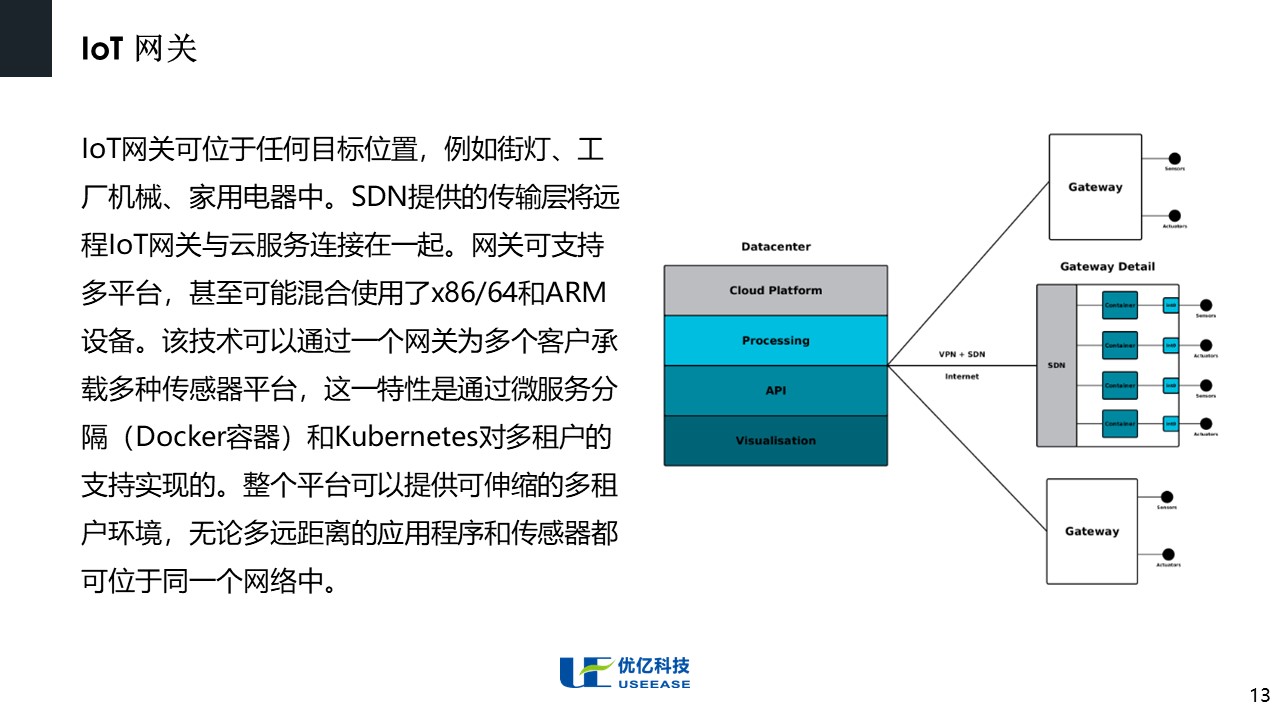 IoT 网关
IoT网关可位于任何目标位置，例如街灯、工
厂机械、家用电器中。SDN提供的传输层将远
程IoT网关与云服务连接在一起。网关可支持
多平台，甚至可能混合使用了x86/64和ARM
设备。该技术可以通过一个网关为多个客户承
载多种传感器平台，这一特性是通过微服务分
隔（Docker容器）和Kubernetes对多租户的
支持实现的。整个平台可以提供可伸缩的多租
户环境，无论多远距离的应用程序和传感器都
可位于同一个网络中。
Datacenter
Cloud Platform
Processing
API
Visualisation
VPN + SDN
Internet
Gateway
Sensors
Actuators
Gateway Detail
SDN
Container
Sensors
Container
Actuators
Container
Sensors
Container
Actuators
Gateway
Sensors
Actuators
优亿科技
USEEASE
13